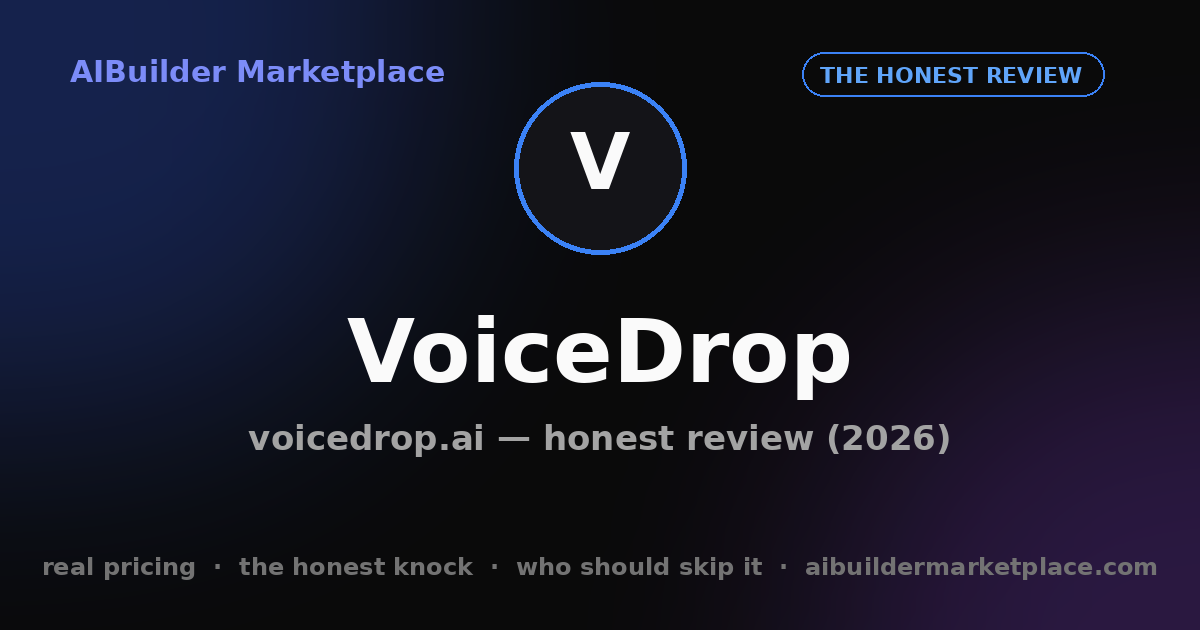 AIBuilder Marketplace
THE HONEST REVIEW
V
VoiceDrop
voicedrop.ai — honest review (2026)
real pricing · the honest knock · who should skip it · aibuildermarketplace.com